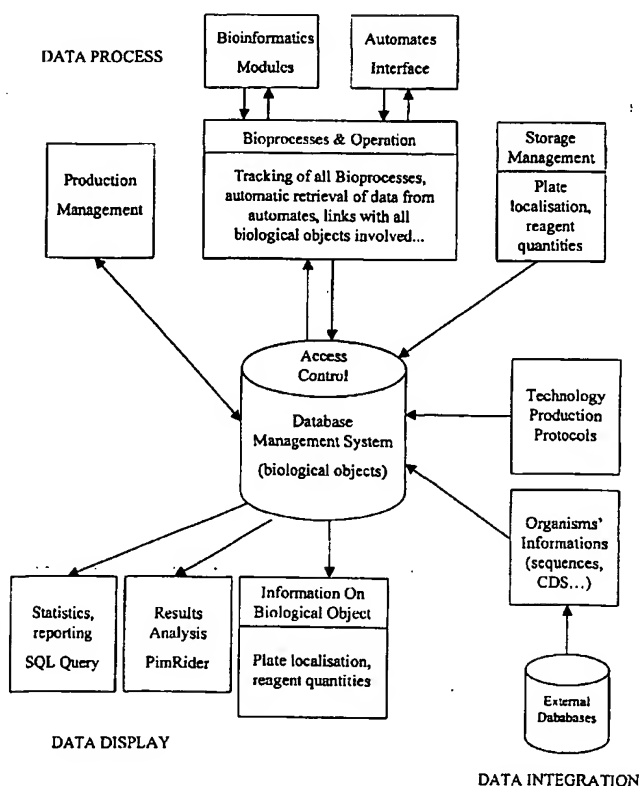 DATA PROCESS
Bioinformatics
Modules
Automates
Interface
Bioprocesses & Operation
Tracking of all Bioprocesses,
automatic retrieval of data from
automates, links with all
biological objects involved...
Production
Management
Storage
Management
Plate
localisation,
reagent
quantities
Access
Control
Database
Management System
(biological objects)
Technology
Production
Protocols
Organisms'
Informations
(sequences,
CDS...)
Statistics,
reporting
SQL Query
Results
Analysis
PimRider
Information On
Biological Object
Plate localisation,
reagent quantities
External
Dababases
DATA DISPLAY
DATA INTEGRATION